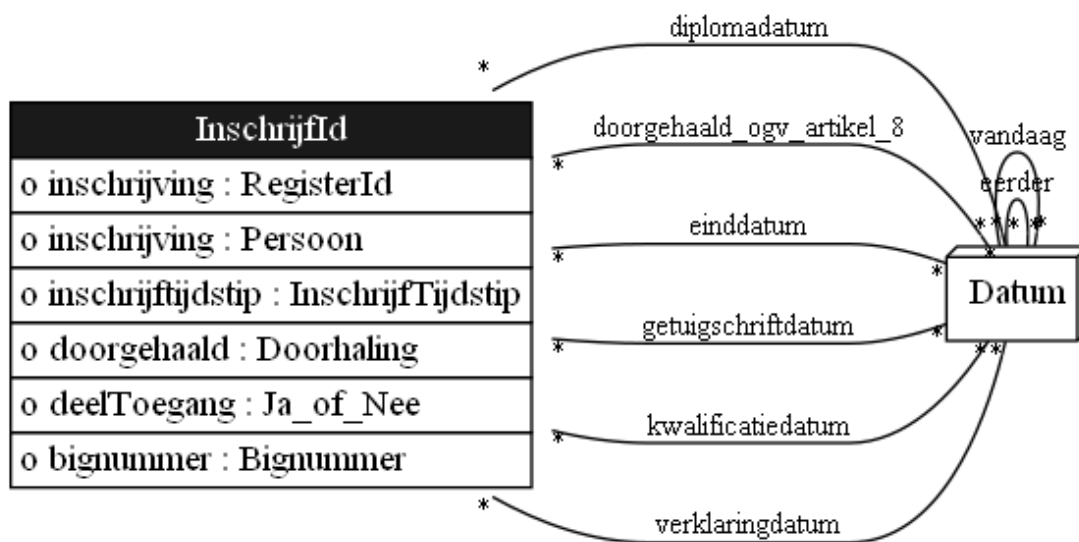 InschrijfId
o inschrijving : RegisterId
o inschrijving : Persoon
o inschrijftijdstip : InschrijfTijdstip
o doorgehaald : Doorhaling
o deelToegang : Ja_of_Nee
o bignummer : Bignummer
*
diplomadatum
*
doorgehaald_ogv_artikel_8
*
*
einddatum
*
*
getuigschriftdatum
*
*
kwalificatiedatum
*
*
verklaringdatum
*
vandaag
eerder
* * * * *
Datum